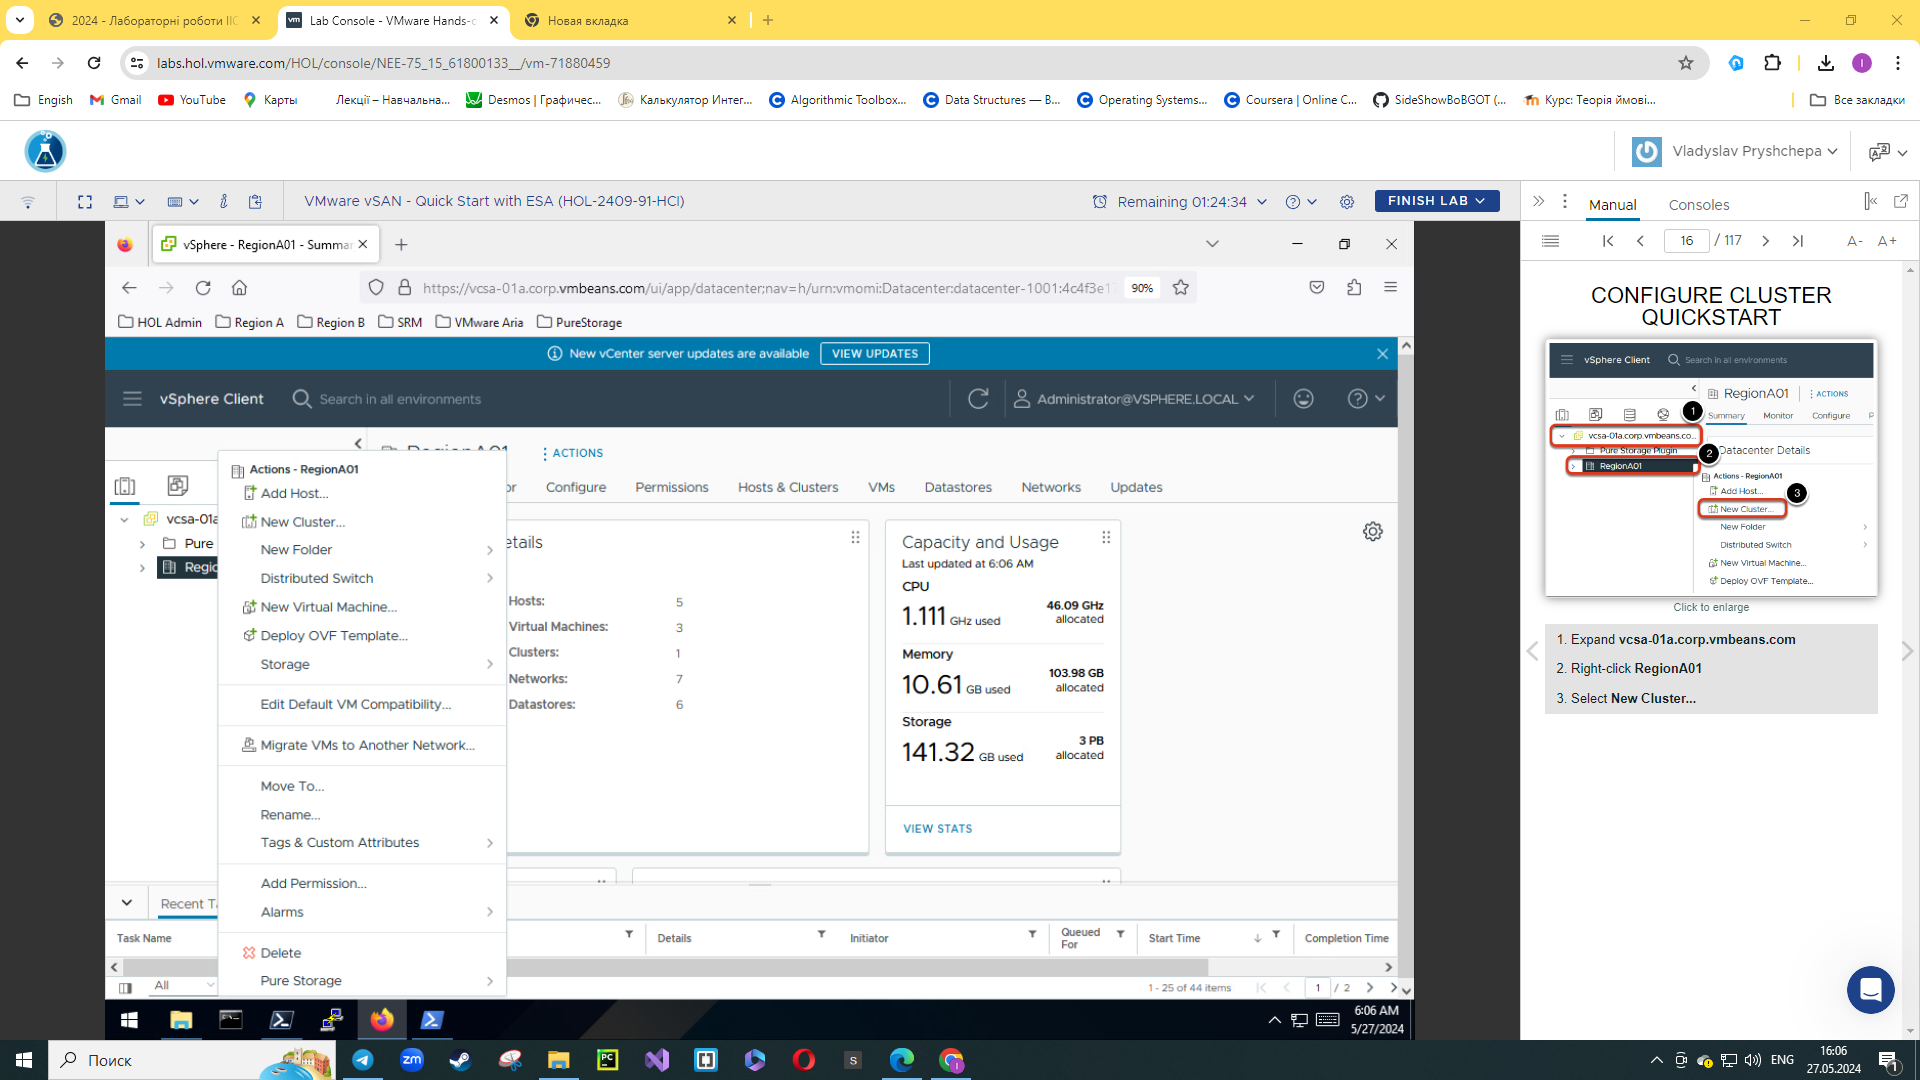 2024 - Лабораторні роботи ІІС
Lab Console - VMware Hands-o
Новая вкладка
labs.hol.vmware.com/HOL/console/NEE-75_15_61800133__/vm-71880459
Engish
Gmail
YouTube
Карты
Лекції – Навчальна...
Desmos | Графичес...
Калькулятор Интег...
Algorithmic Toolbox...
Data Structures — В...
Operating Systems...
Coursera | Online C...
SideShowBoBGOT (...
Курс: Теорія ймові...
Все закладки
Vladyslav Pryshchepa
VMware vSAN - Quick Start with ESA (HOL-2409-91-HCI)
Remaining 01:24:34
FINISH LAB
Manual
Consoles
vSphere - RegionA01 - Summar
16 / 117
A-
A+
https://vcsa-01a.corp.vmbeans.com/ui/app/datacenter;nav=h/urn:vmomi:Datacenter:datacenter-1001:4c4f3e1
90%
HOL Admin
Region A
Region B
SRM
VMware Aria
PureStorage
New vCenter server updates are available
VIEW UPDATES
vSphere Client
Search in all environments
Administrator@VSPHERE.LOCAL
RegionA01
ACTIONS
or
Configure
Permissions
Hosts & Clusters
VMs
Datastores
Networks
Updates
vcsa-01a
Pure
Regio
Actions - RegionA01
Add Host...
New Cluster...
New Folder
Distributed Switch
New Virtual Machine...
Deploy OVF Template...
Storage
Edit Default VM Compatibility...
Migrate VMs to Another Network...
Move To...
Rename...
Tags & Custom Attributes
Add Permission...
Alarms
Delete
Pure Storage
etails
Hosts: 5
Virtual Machines: 3
Clusters: 1
Networks: 7
Datastores: 6
Capacity and Usage
Last updated at 6:06 AM
CPU
1.111 GHz used
46.09 GHz
allocated
Memory
10.61 GB used
103.98 GB
allocated
Storage
141.32 GB used
3 PB
allocated
VIEW STATS
Recent Ta
Task Name
Details
Initiator
Queued
For
Start Time
Completion Time
All
1 - 25 of 44 items
1 / 2
6:06 AM
5/27/2024
CONFIGURE CLUSTER
QUICKSTART
vSphere Client
Search in all environments
RegionA01
ACTIONS
1
Summary
Monitor
Configure
P
vcsa-01a.corp.vmbeans.co...
Pure Storage Plugin
2
Datacenter Details
RegionA01
Actions - RegionA01
Add Host...
3
New Cluster...
New Folder
Distributed Switch
New Virtual Machine...
Deploy OVF Template...
Click to enlarge
1. Expand vcsa-01a.corp.vmbeans.com
2. Right-click RegionA01
3. Select New Cluster...
Поиск
zm
PC
S
ENG
16:06
27.05.2024
1